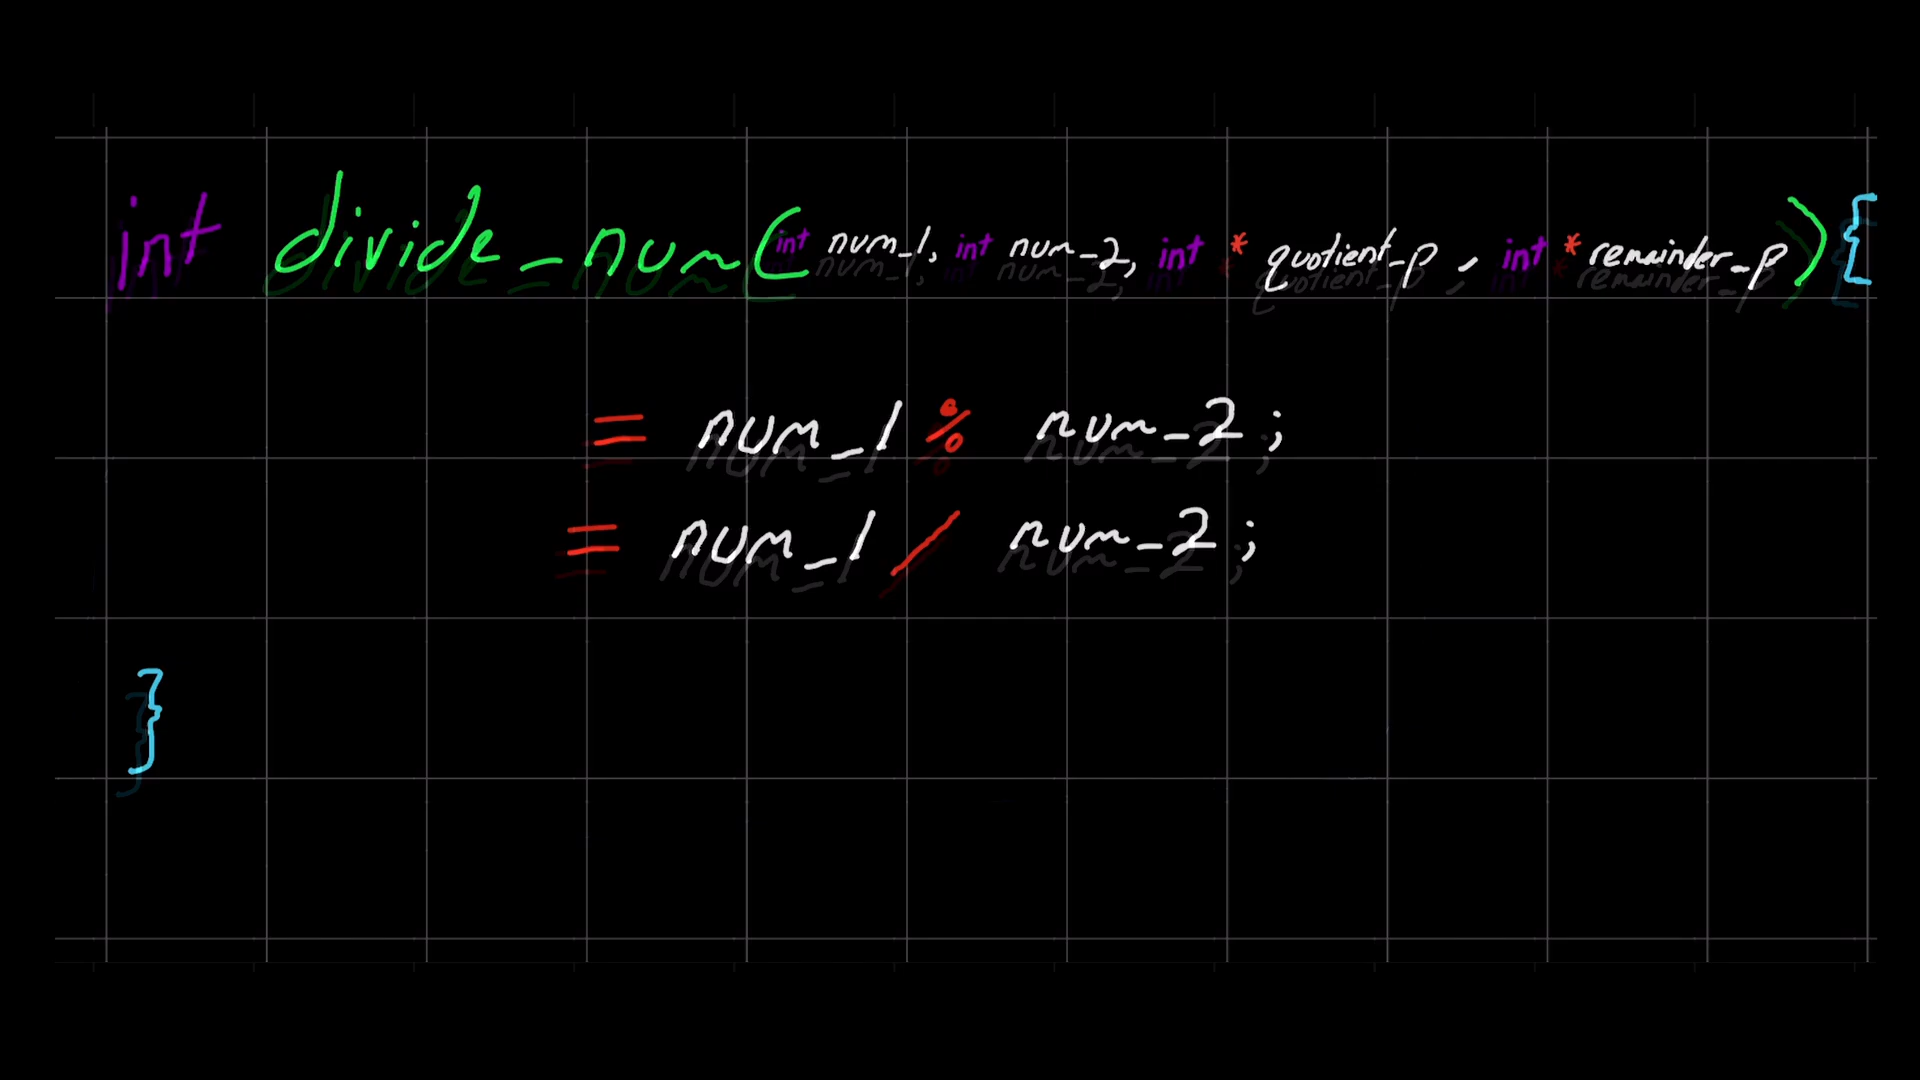 int divide_num(int num_1, int num_2, int * quotient_p, int * remainder_p){
= num_1 % num_2;
= num_1 / num_2;
}